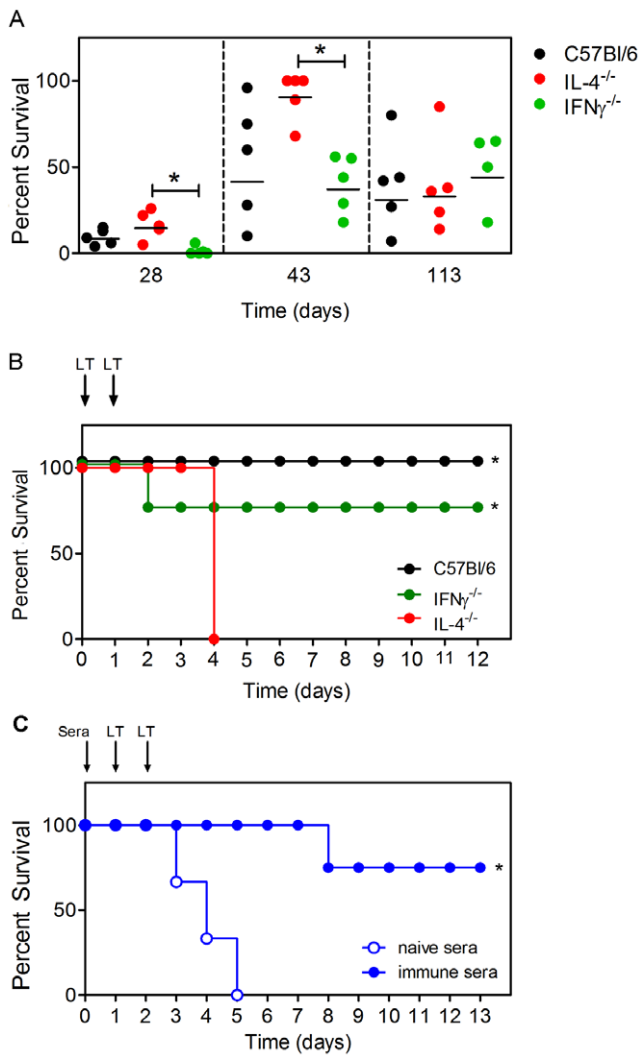 A
Percent Survival
100
50
0
*
*
C57Bl/6
IL-4-/-
IFNγ-/-
28 43 113
Time (days)
B
LT LT
Percent Survival
100
50
0
*
*
C57Bl/6
IFNγ-/-
IL-4-/-
0 1 2 3 4 5 6 7 8 9 10 11 12
Time (days)
C
Sera LT LT
Percent Survival
100
50
0
*
naive sera
immune sera
0 1 2 3 4 5 6 7 8 9 10 11 12 13
Time (days)